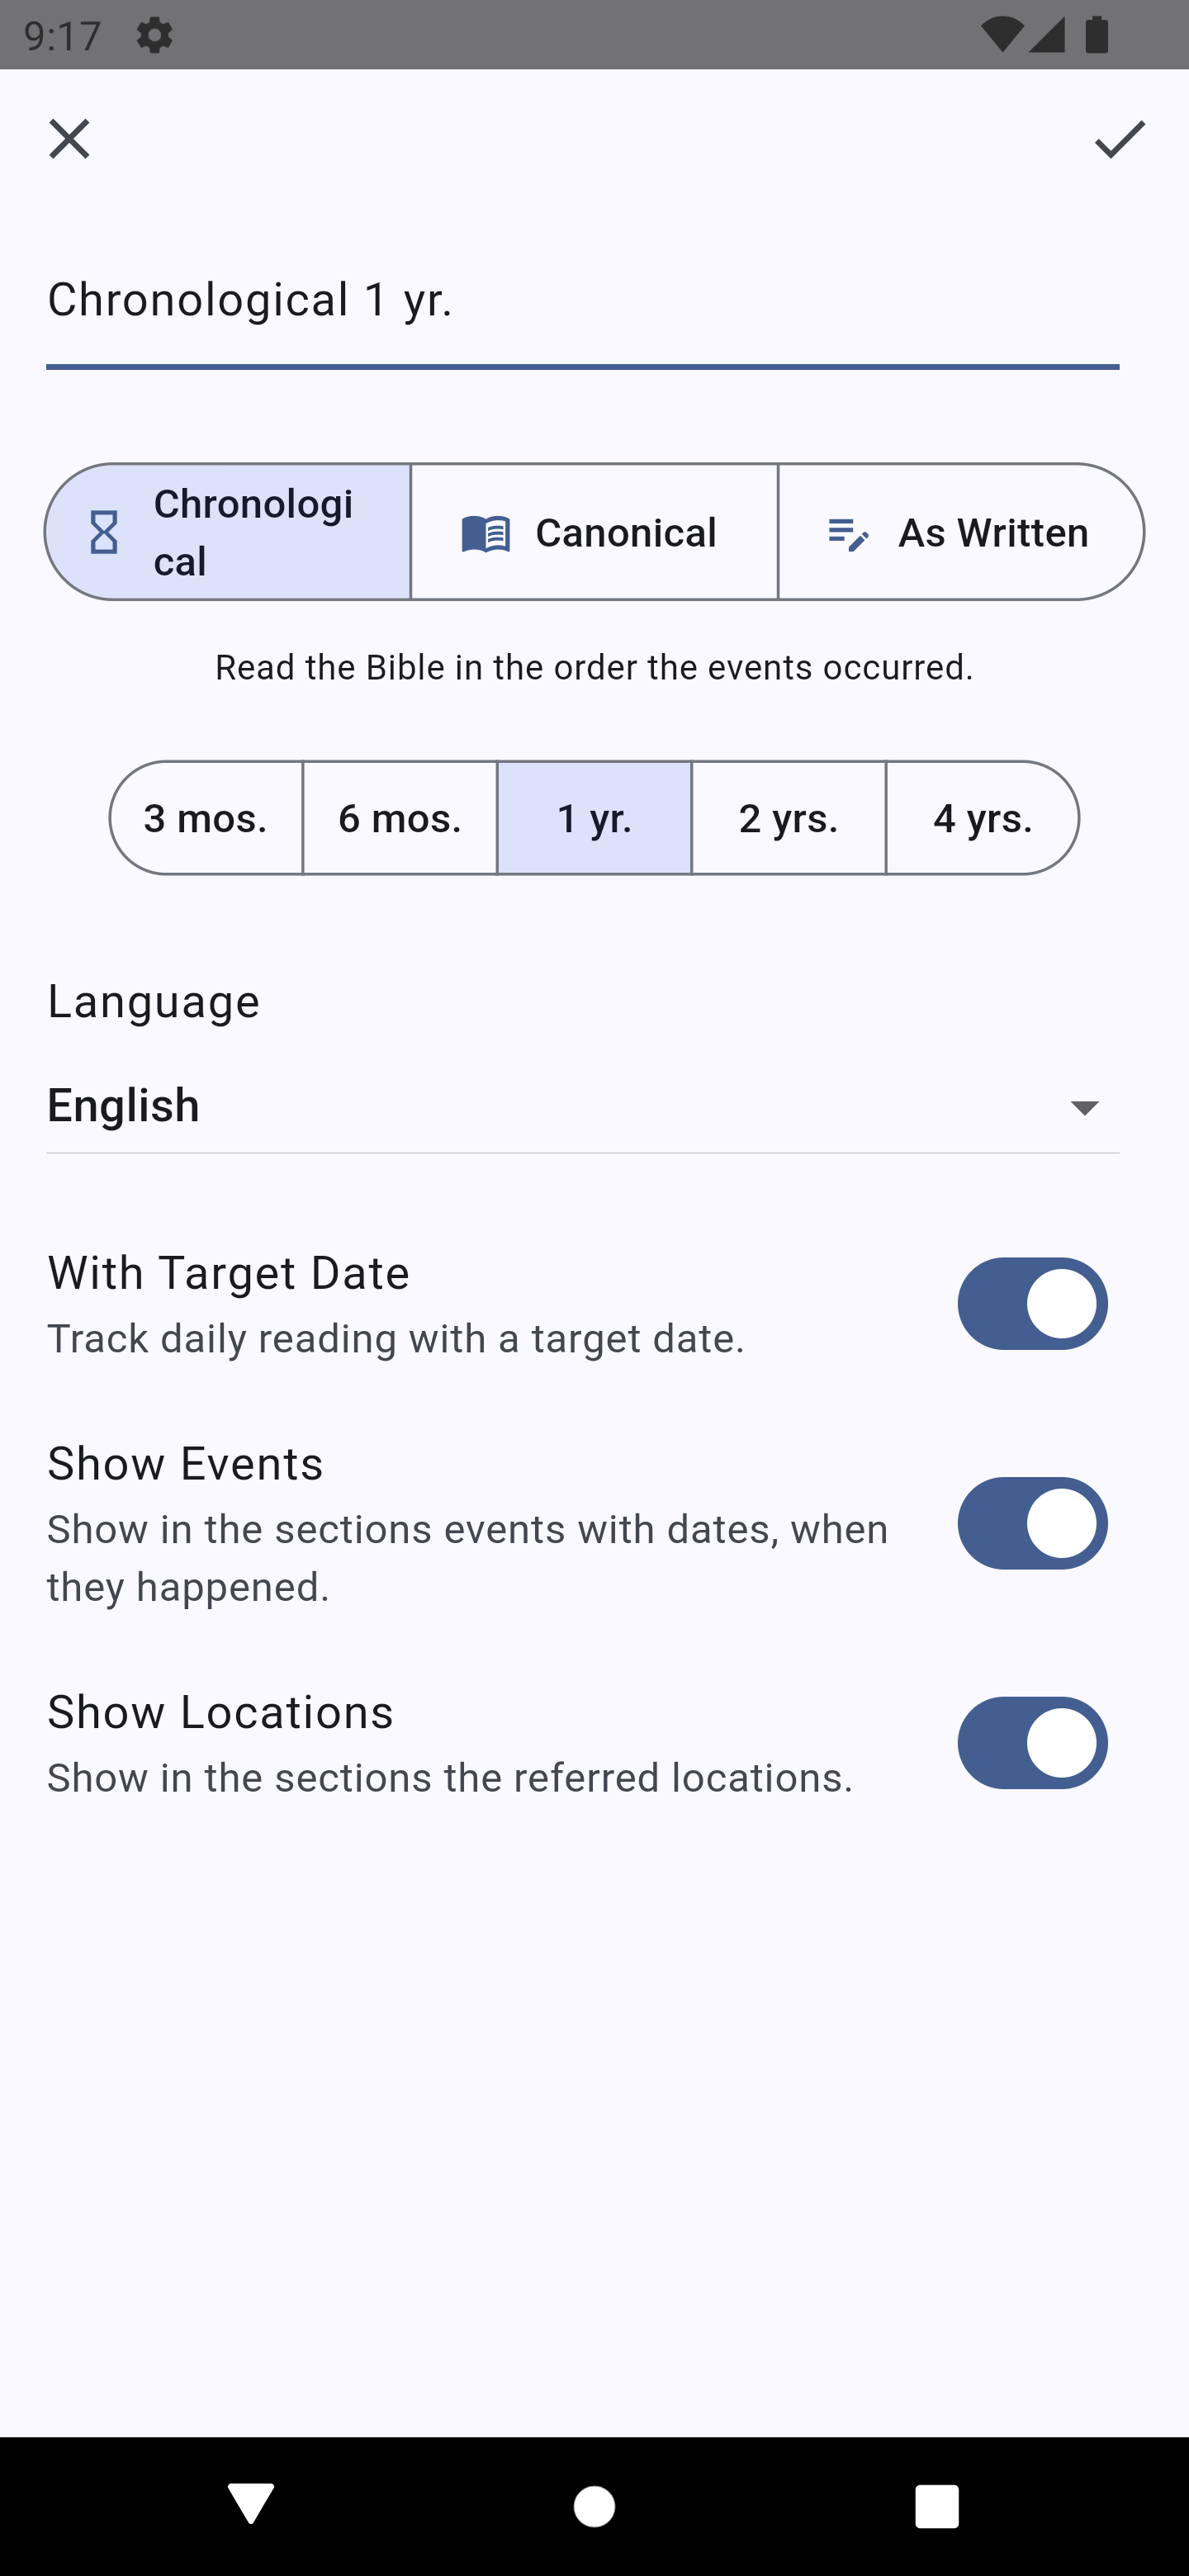 9:17
Chronological 1 yr.
Chronologi
cal
Canonical
As Written
Read the Bible in the order the events occurred.
3 mos.
6 mos.
1 yr.
2 yrs.
4 yrs.
Language
English
With Target Date
Track daily reading with a target date.
Show Events
Show in the sections events with dates, when
they happened.
Show Locations
Show in the sections the referred locations.